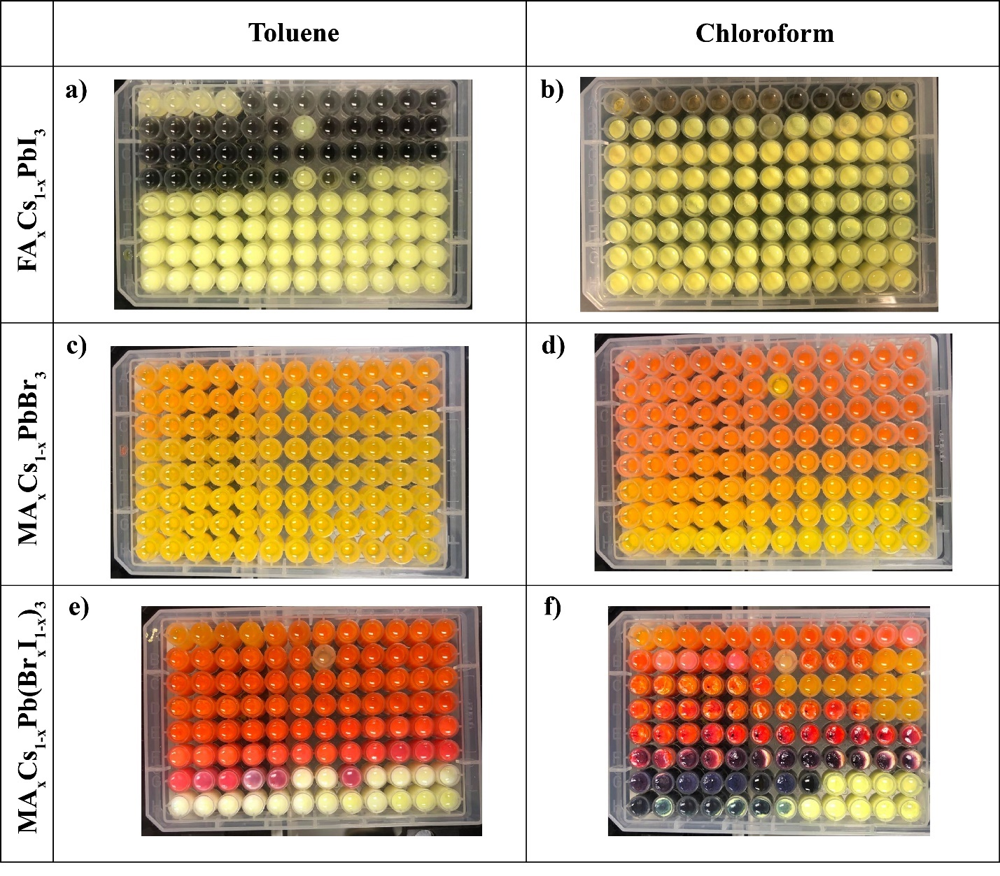 Toluene
Chloroform
FAₓCs₁₋ₓPbI₃
a)
b)
MAₓCs₁₋ₓPbBr₃
c)
d)
MAₓCs₁₋ₓPb(BrₓI₁₋ₓ)₃
e)
f)